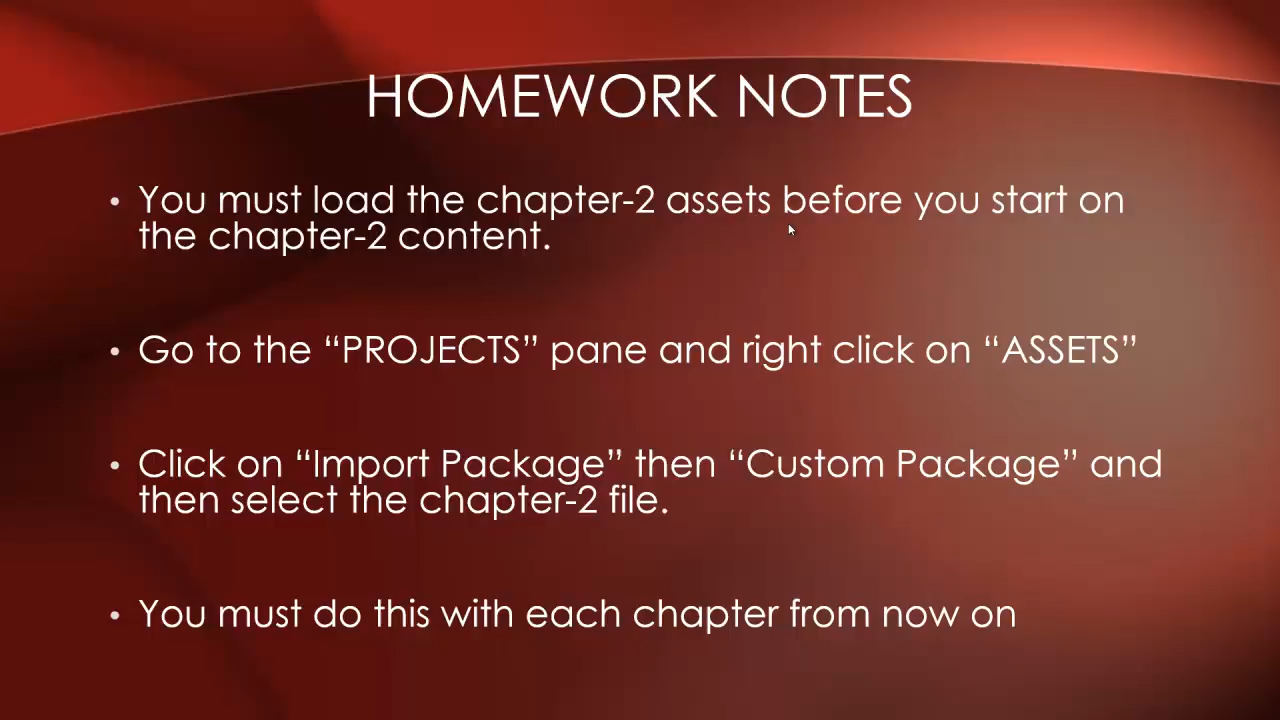 HOMEWORK NOTES
• You must load the chapter-2 assets before you start on
the chapter-2 content.
• Go to the “PROJECTS” pane and right click on “ASSETS”
• Click on “Import Package” then “Custom Package” and
then select the chapter-2 file.
• You must do this with each chapter from now on